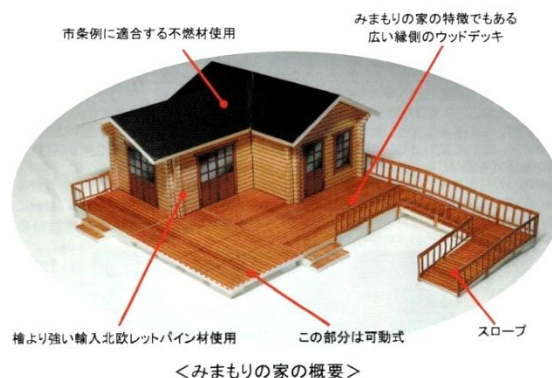 市条例に適合する不燃材使用
みまもりの家の特徴でもある
広い縁側のウッドデッキ
檜より強い輸入北欧レットパイン材使用
この部分は可動式
スロープ
＜みまもりの家の概要＞